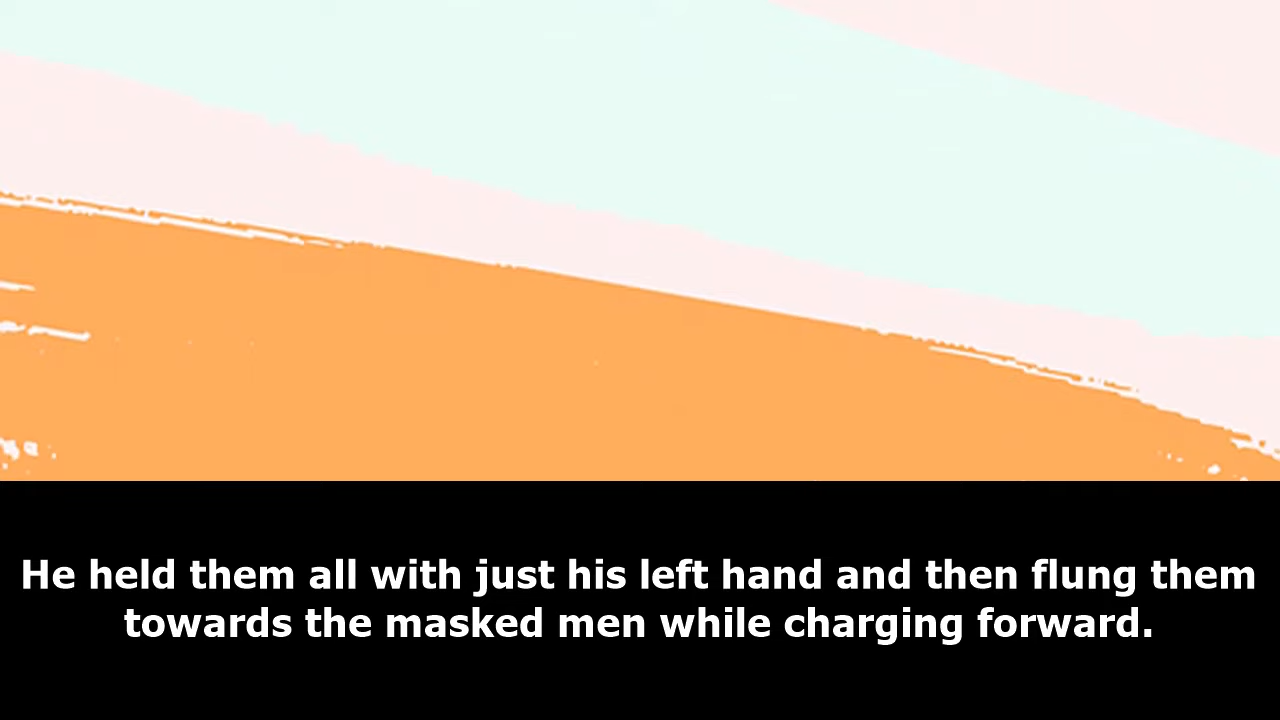 He held them all with just his left hand and then flung them
towards the masked men while charging forward.